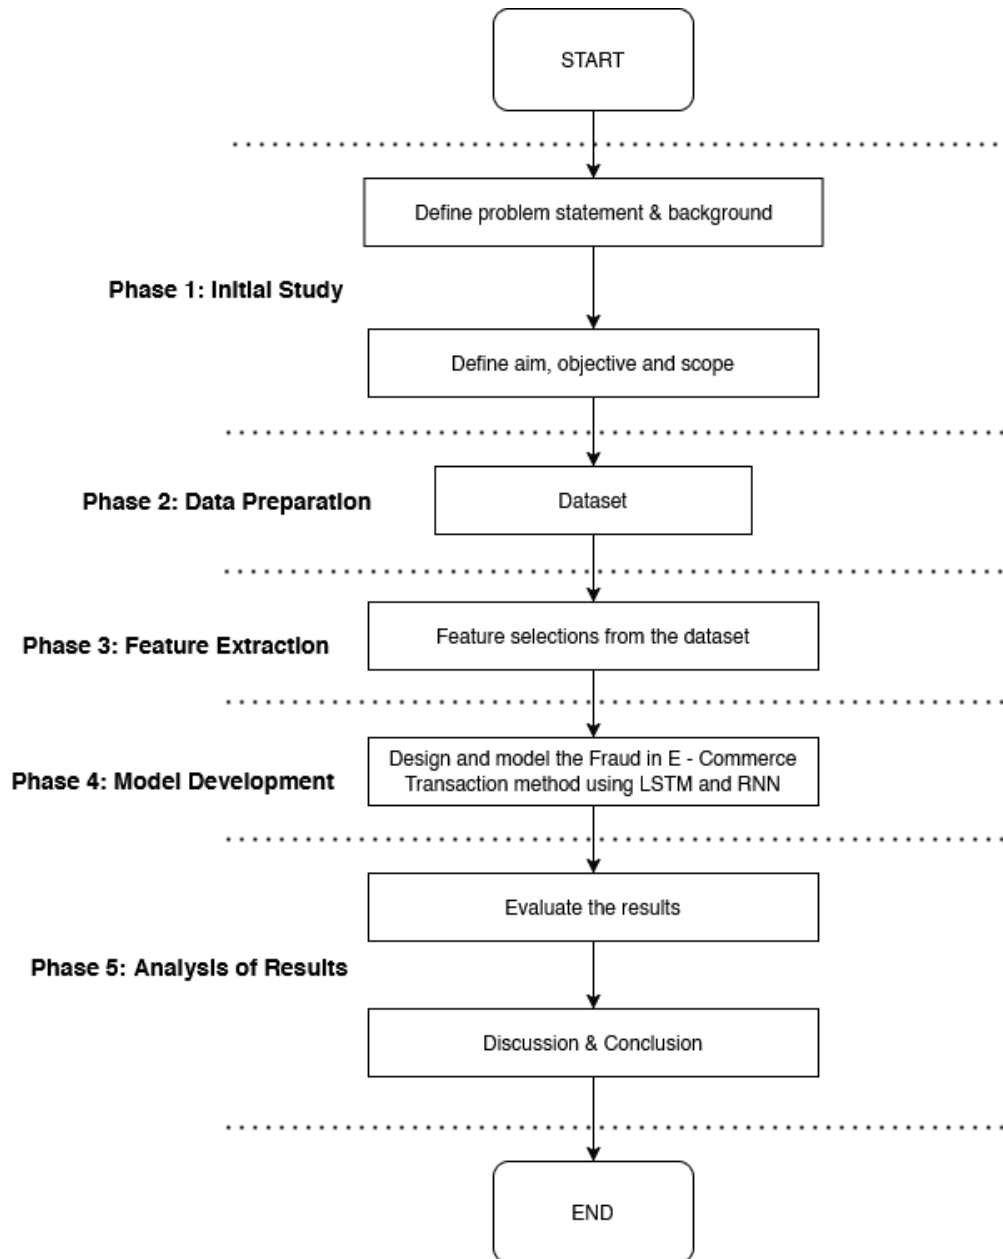 START
Define problem statement & background
Phase 1: Initial Study
Define aim, objective and scope
Phase 2: Data Preparation
Dataset
Phase 3: Feature Extraction
Feature selections from the dataset
Phase 4: Model Development
Design and model the Fraud in E - Commerce
Transaction method using LSTM and RNN
Evaluate the results
Phase 5: Analysis of Results
Discussion & Conclusion
END